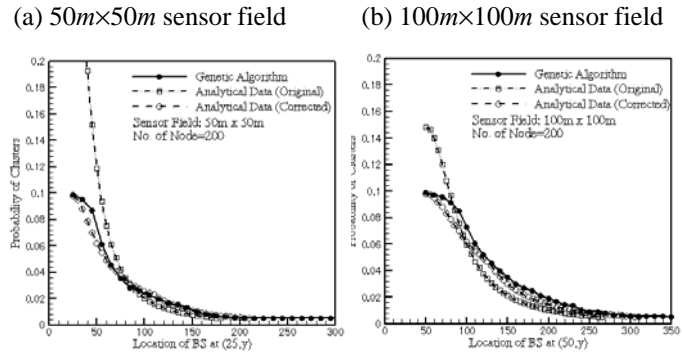 (a) 50m×50m sensor field
(b) 100m×100m sensor field
0.2
0.18
0.16
0.14
0.12
0.1
0.08
0.06
0.04
0.02
0
Probability of Clusters
Genetic Algorithm
Analytical Data (Original)
Analytical Data (Corrected)
Sensor Field: 50m x 50m
No. of Node=200
0 50 100 150 200 250 300
Location of BS at (25,y)
0.2
0.18
0.16
0.14
0.12
0.1
0.08
0.06
0.04
0.02
0
Probability of Clusters
Genetic Algorithm
Analytical Data (Original)
Analytical Data (Corrected)
Sensor Field: 100m x 100m
No. of Node=200
0 50 100 150 200 250 300 350
Location of BS at (50,y)